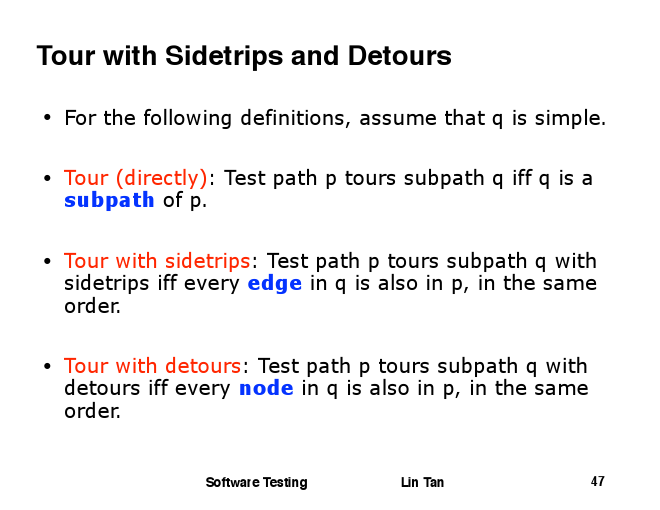 Tour with Sidetrips and Detours
• For the following definitions, assume that q is simple.
• Tour (directly): Test path p tours subpath q iff q is a
subpath of p.
• Tour with sidetrips: Test path p tours subpath q with
sidetrips iff every edge in q is also in p, in the same
order.
• Tour with detours: Test path p tours subpath q with
detours iff every node in q is also in p, in the same
order.
Software Testing Lin Tan 47